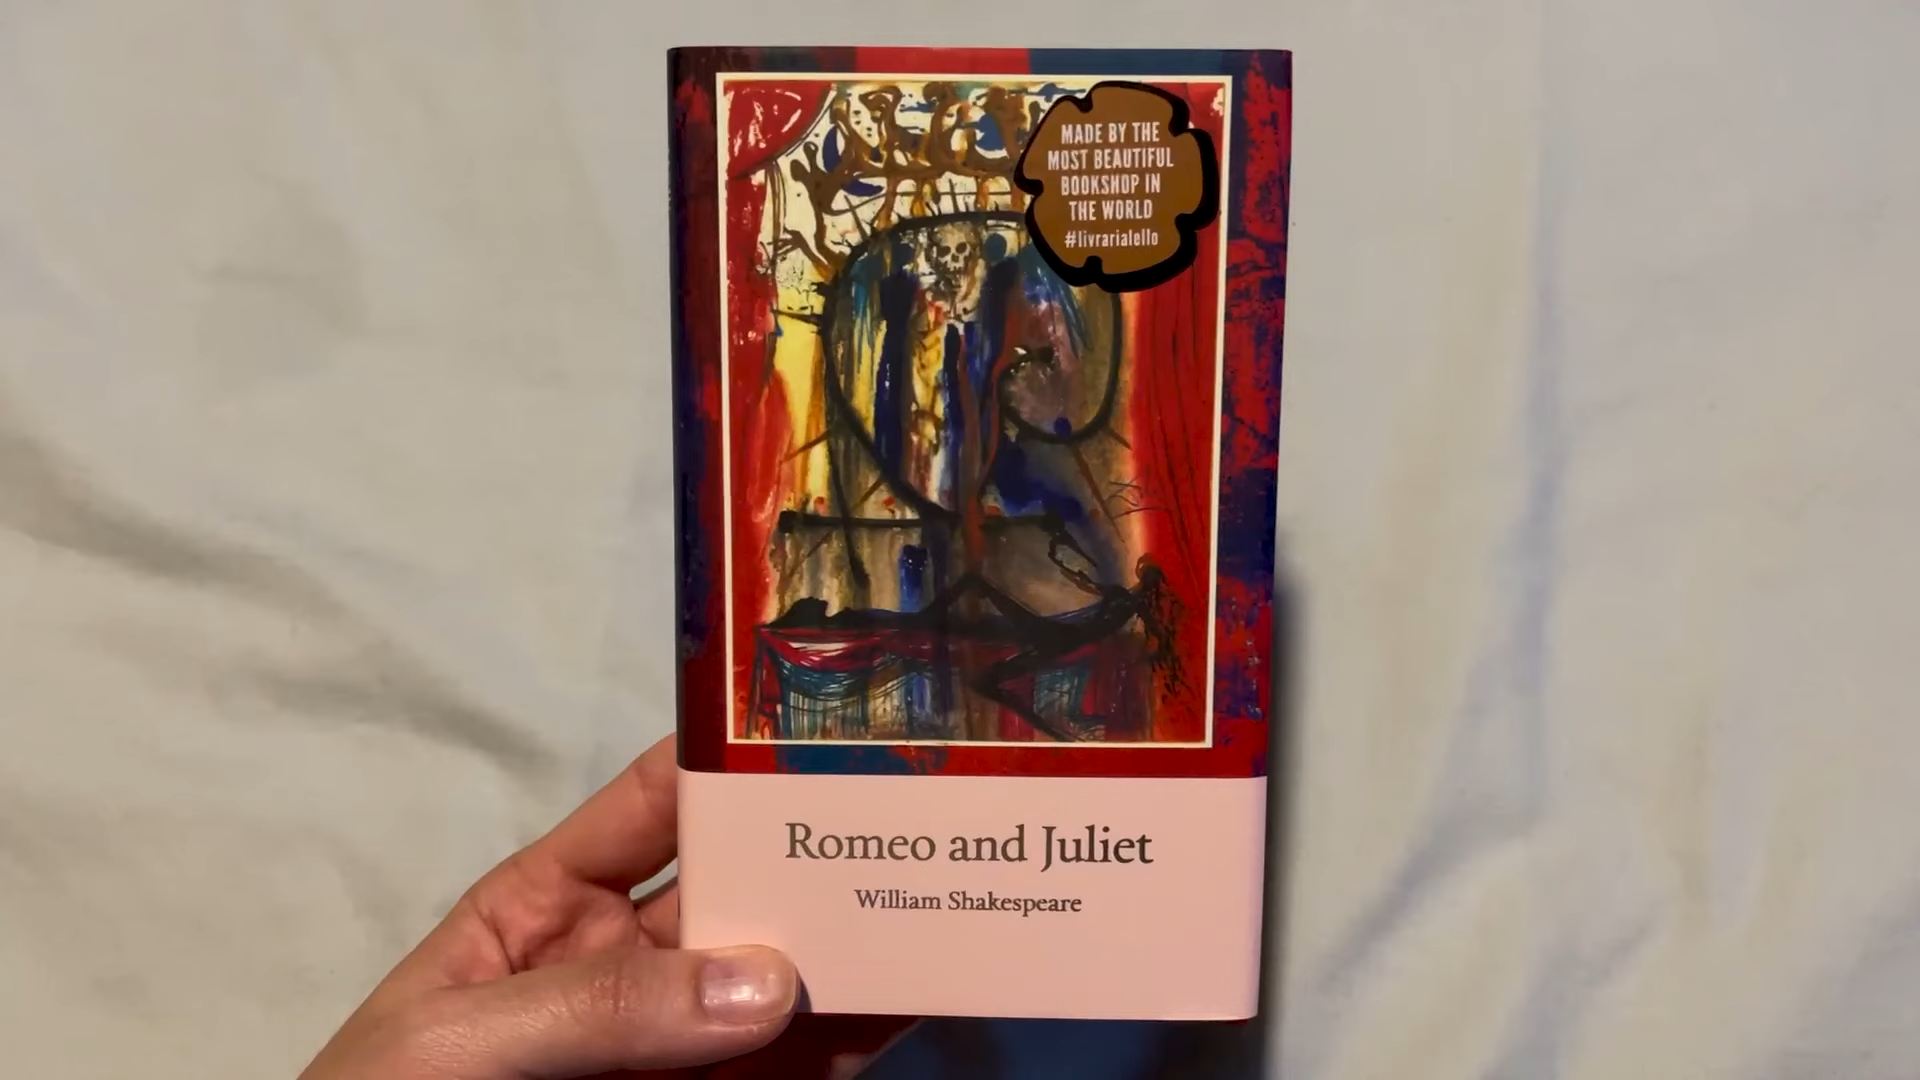 MADE BY THE
MOST BEAUTIFUL
BOOKSHOP IN
THE WORLD
#livrarialello
Romeo and Juliet
William Shakespeare